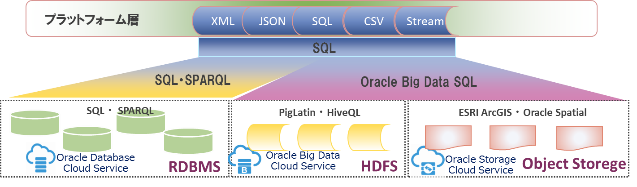 プラットフォーム層
XML JSON SQL CSV Stream
SQL
SQL・SPARQL
Oracle Big Data SQL
SQL・ SPARQL
PigLatin ・HiveQL
ESRI ArcGIS・Oracle Spatial
Oracle Database
Cloud Service
RDBMS
Oracle Big Data
Cloud Service
HDFS
Oracle Storage
Cloud Service
Object Storege